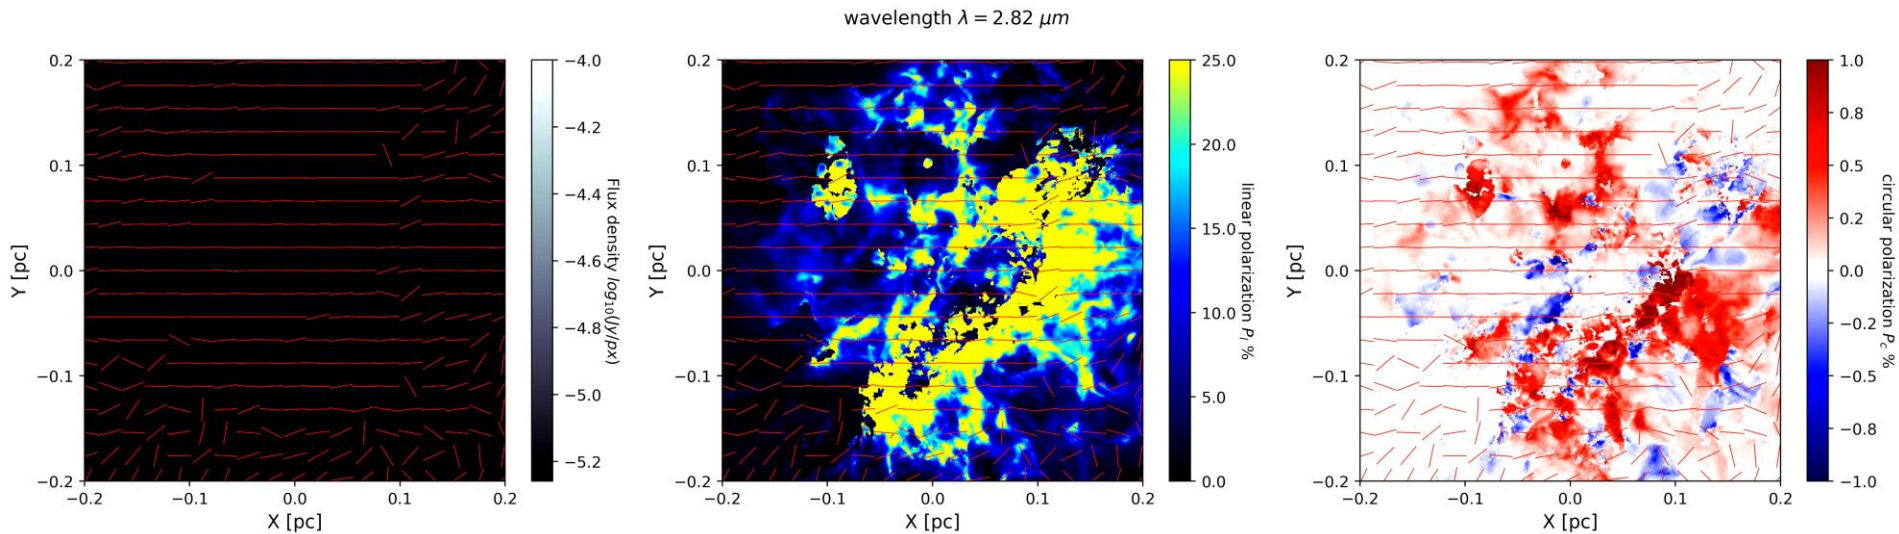 wavelength λ = 2.82 μm
0.2
0.1
0.0
−0.1
−0.2
Y [pc]
−0.2 −0.1 0.0 0.1 0.2
X [pc]
−4.0
−4.2
−4.4
−4.6
−4.8
−5.0
−5.2
Flux density log10(Jy/px)
0.2
0.1
0.0
−0.1
−0.2
Y [pc]
−0.2 −0.1 0.0 0.1 0.2
X [pc]
25.0
20.0
15.0
10.0
5.0
0.0
linear polarization Pl %
0.2
0.1
0.0
−0.1
−0.2
Y [pc]
−0.2 −0.1 0.0 0.1 0.2
X [pc]
1.0
0.8
0.5
0.2
0.0
−0.2
−0.5
−0.8
−1.0
circular polarization Pc %